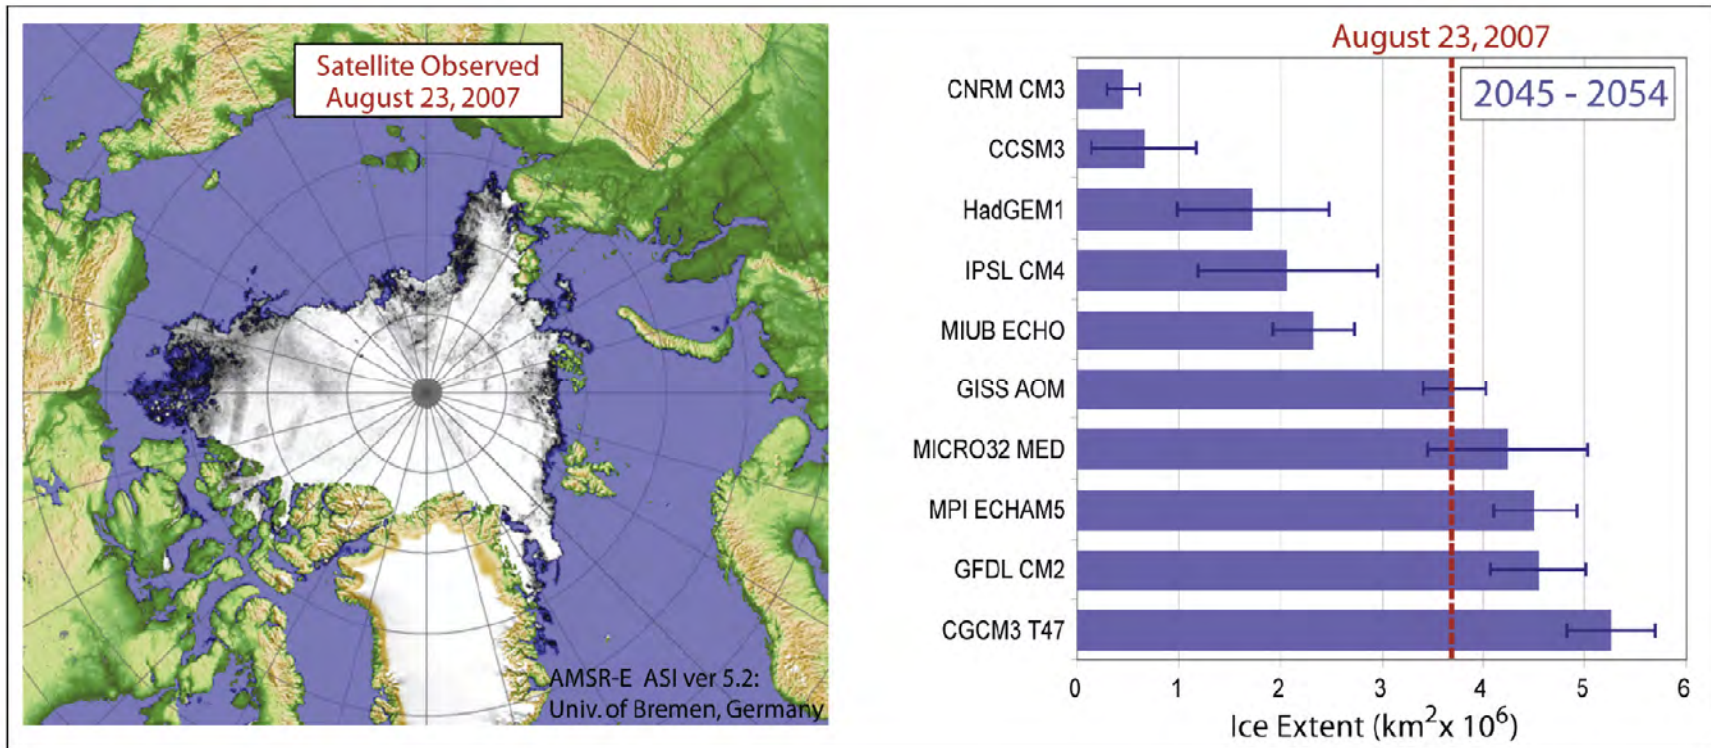 Satellite Observed
August 23, 2007
AMSR-E ASI ver 5.2:
Univ. of Bremen, Germany
August 23, 2007
2045 - 2054
CNRM CM3
CCSM3
HadGEM1
IPSL CM4
MIUB ECHO
GISS AOM
MICRO32 MED
MPI ECHAM5
GFDL CM2
CGCM3 T47
0 1 2 3 4 5 6
Ice Extent (km² x 10⁶)